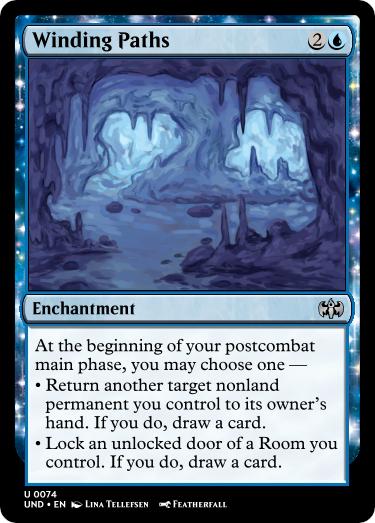 Winding Paths 2
Enchantment
At the beginning of your postcombat
main phase, you may choose one —
• Return another target nonland
permanent you control to its owner's
hand. If you do, draw a card.
• Lock an unlocked door of a Room you
control. If you do, draw a card.
U 0074
UND • EN Lina Tellefsen Featherfall